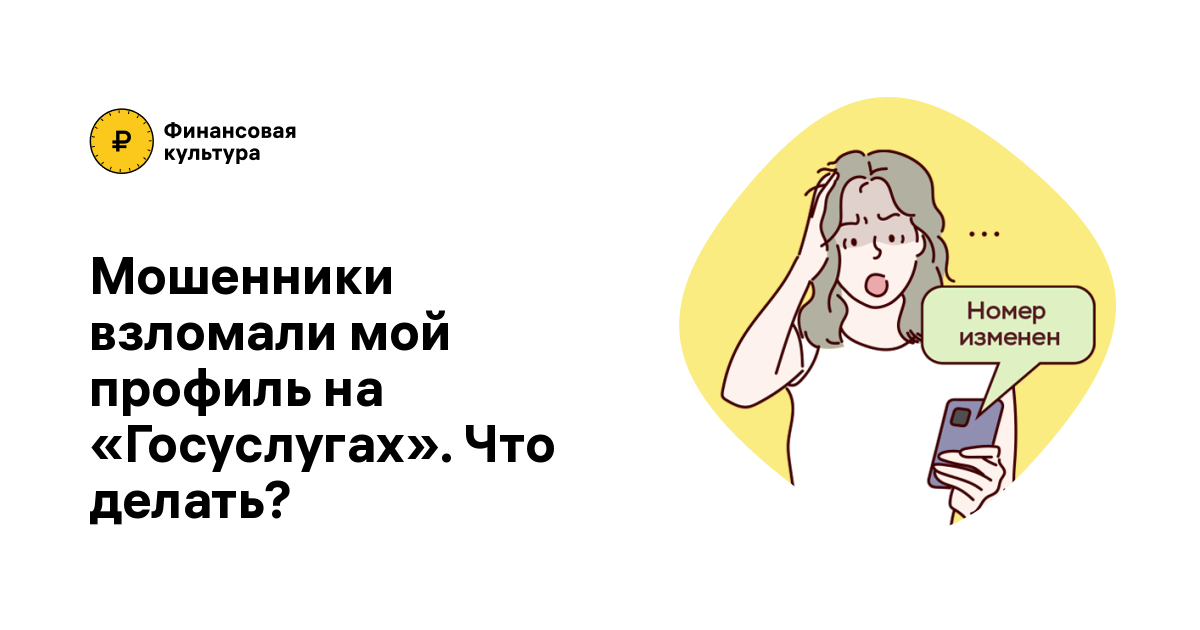 ₽
Финансовая
культура
Мошенники
взломали мой
профиль на
«Госуслугах». Что
делать?
...
Номер
изменен